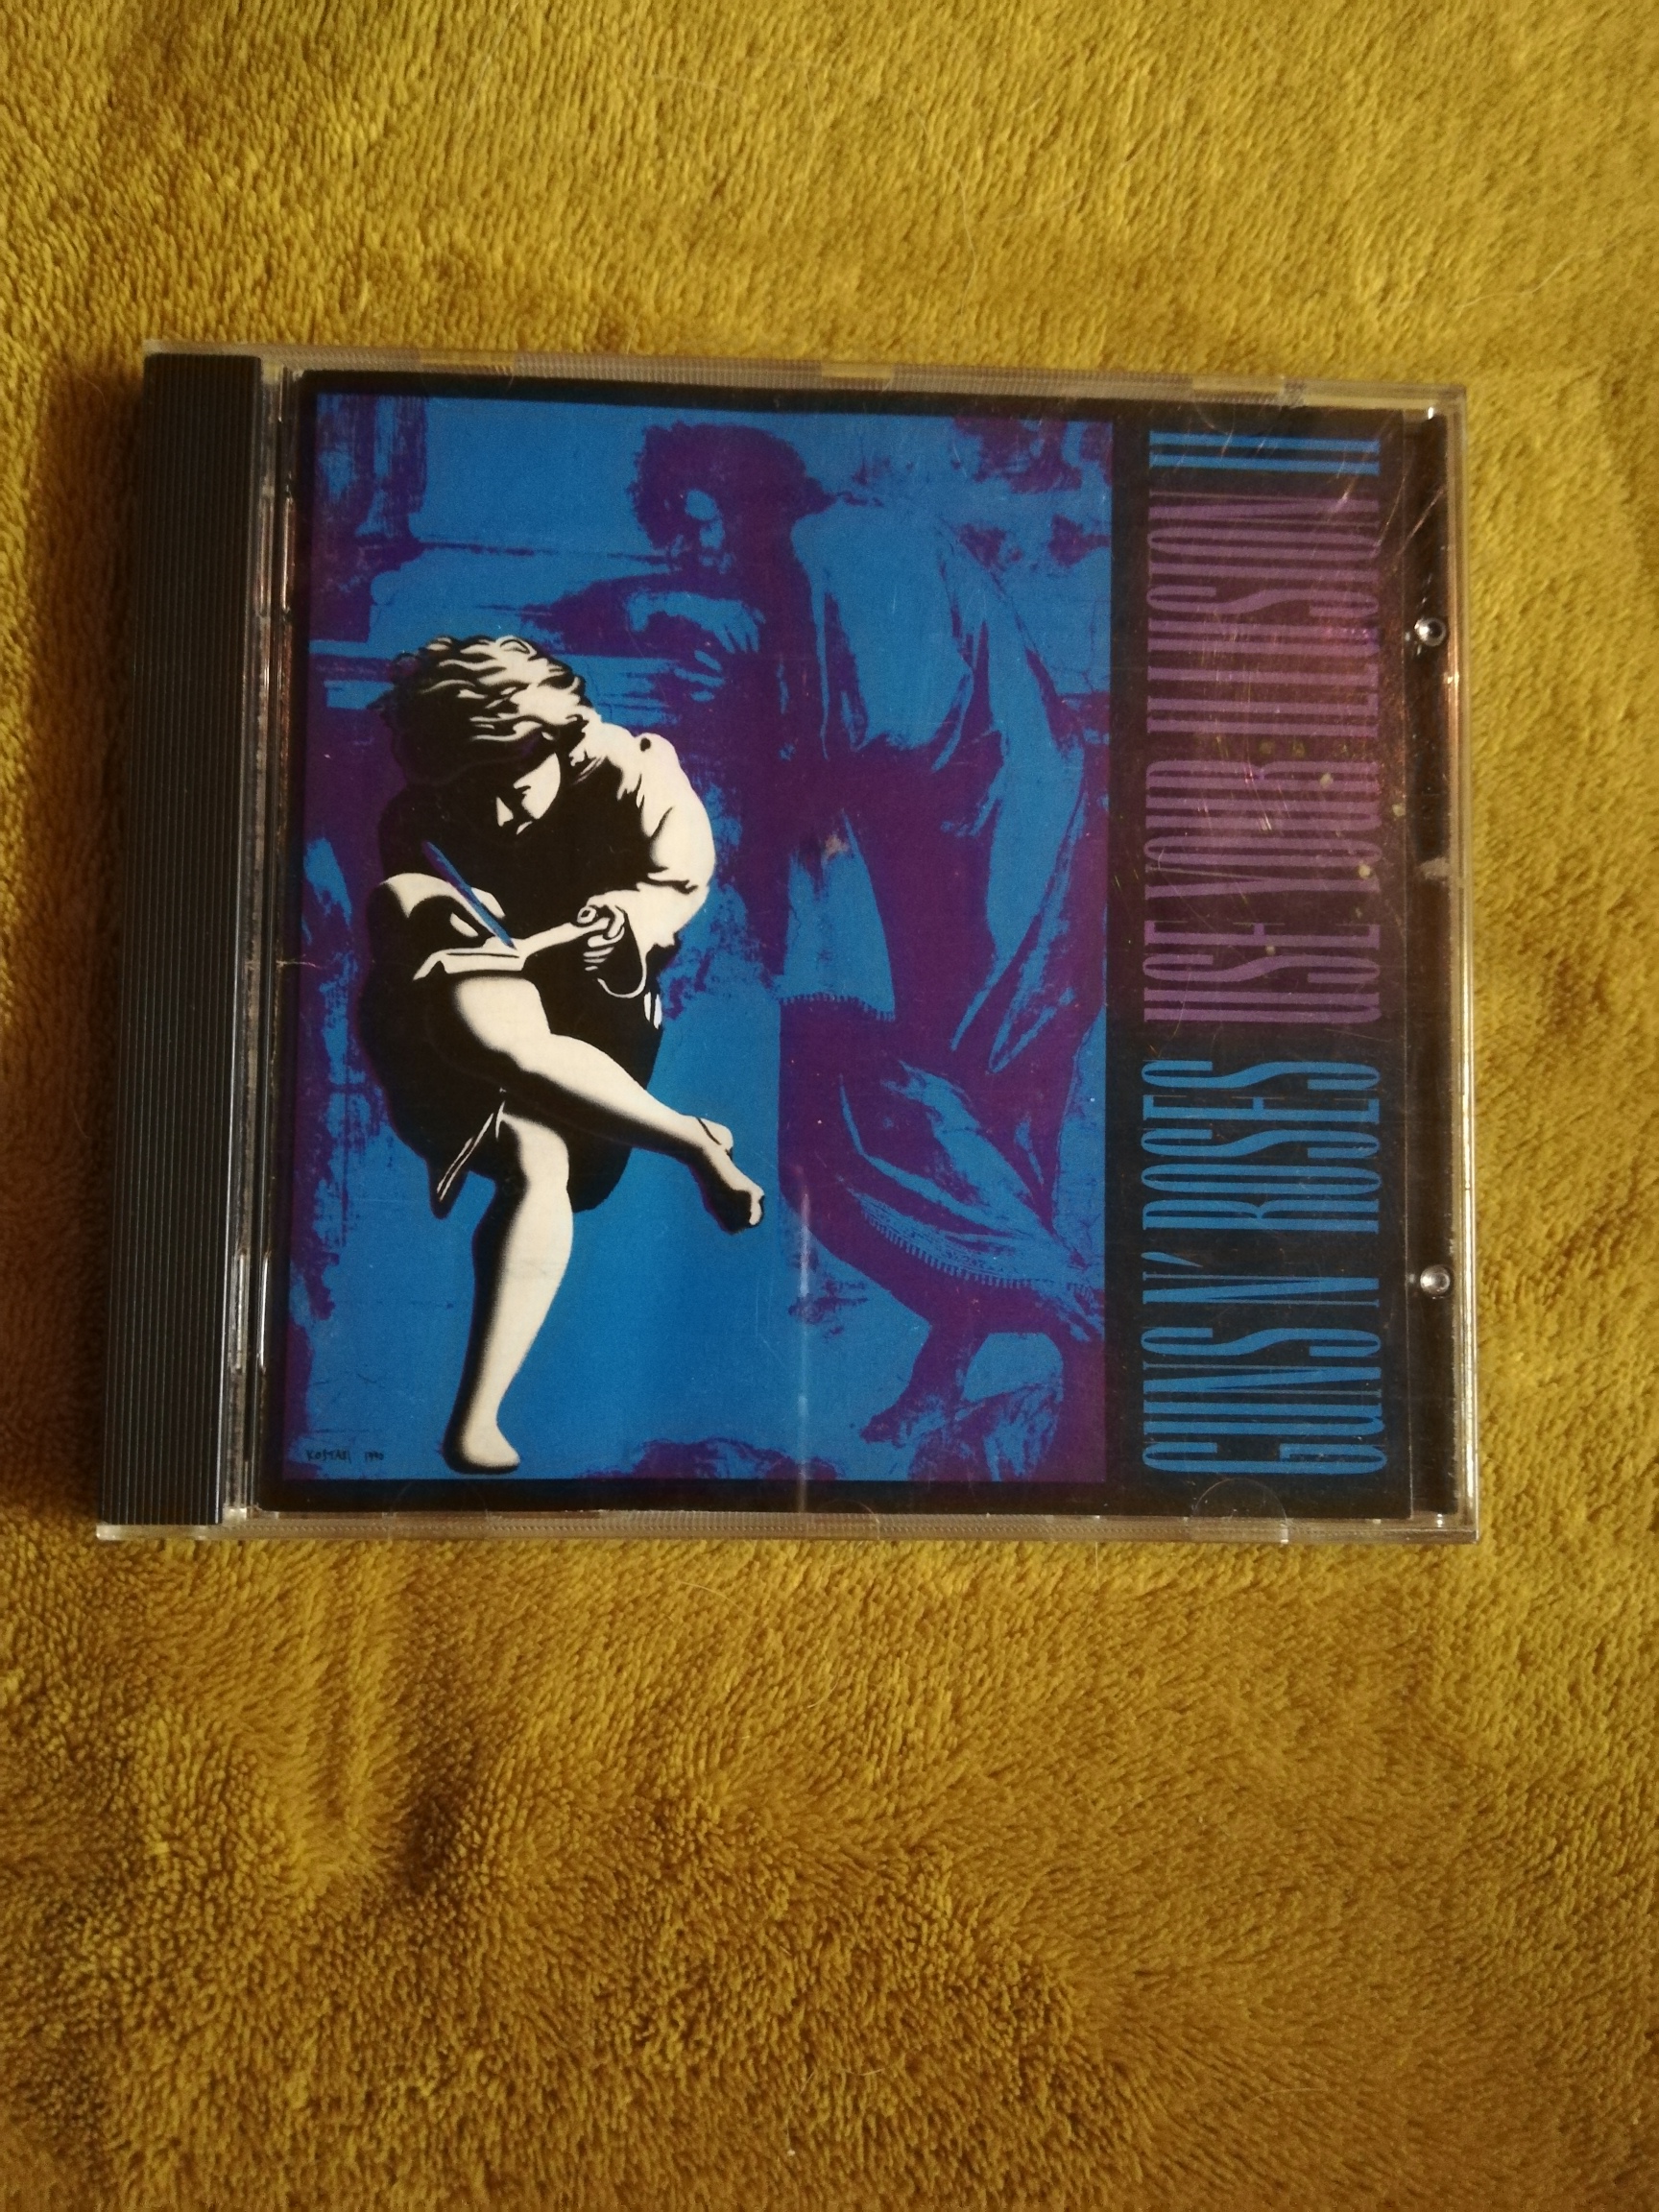 GUNS N' ROSES USE YOUR ILLUSION II
KOSTABI 1990